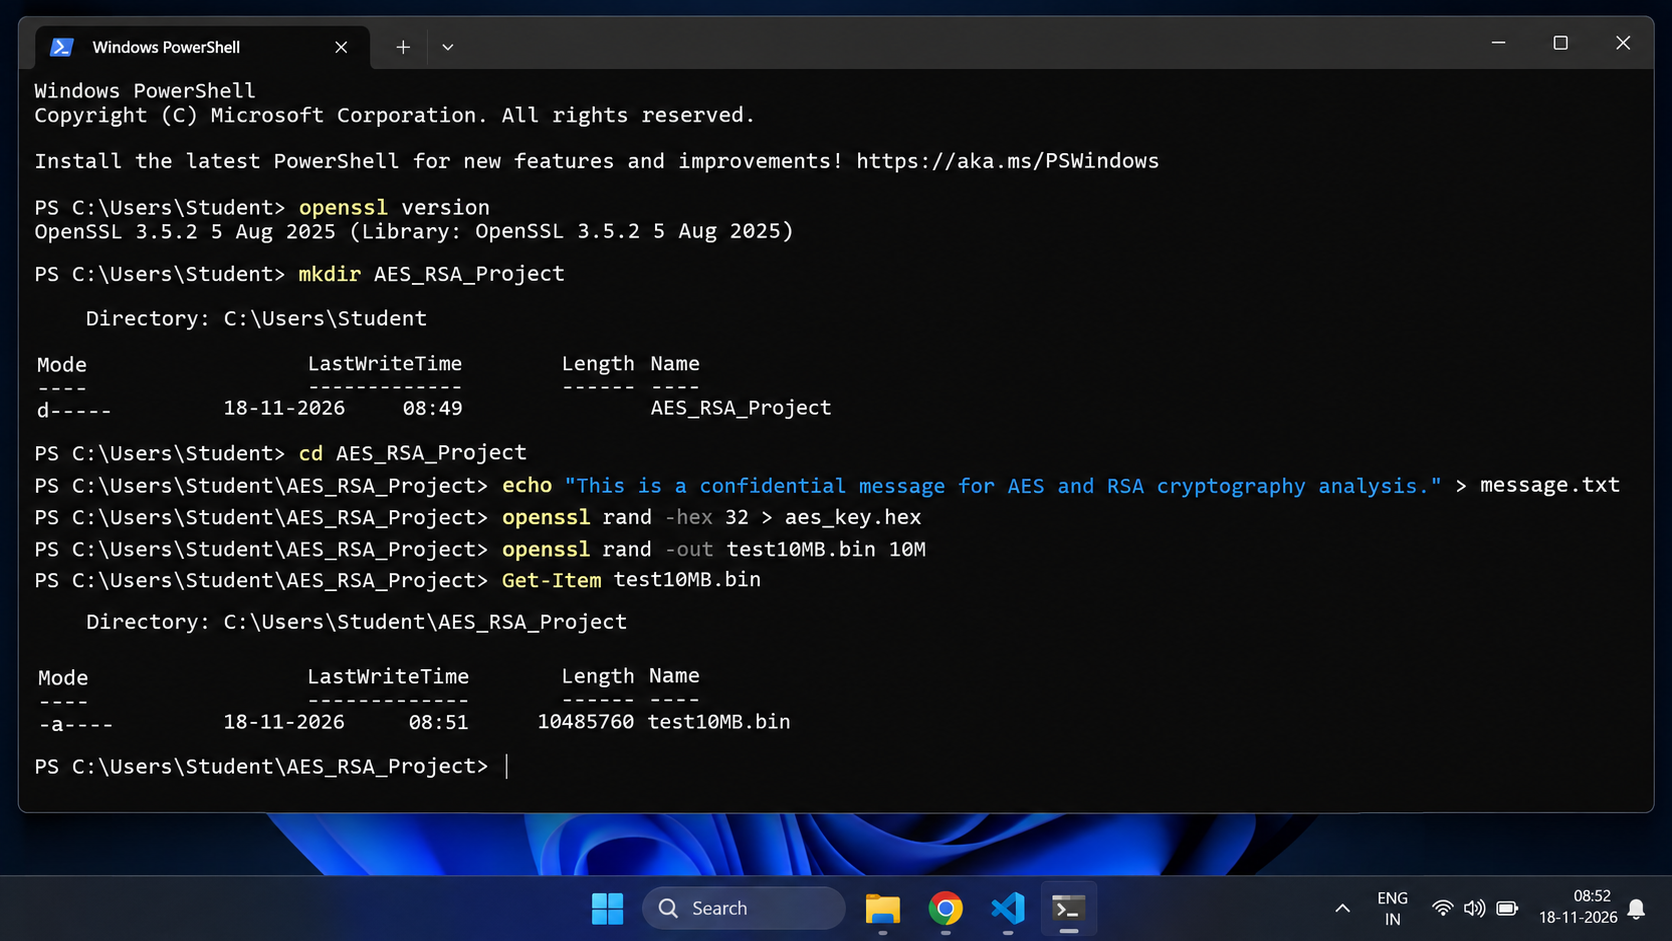 Windows PowerShell
Windows PowerShell
Copyright (C) Microsoft Corporation. All rights reserved.
Install the latest PowerShell for new features and improvements! https://aka.ms/PSWindows
PS C:\Users\Student> openssl version
OpenSSL 3.5.2 5 Aug 2025 (Library: OpenSSL 3.5.2 5 Aug 2025)
PS C:\Users\Student> mkdir AES_RSA_Project
Directory: C:\Users\Student
Mode LastWriteTime Length Name
---- ------------- ------ ----
d----- 18-11-2026 08:49 AES_RSA_Project
PS C:\Users\Student> cd AES_RSA_Project
PS C:\Users\Student\AES_RSA_Project> echo "This is a confidential message for AES and RSA cryptography analysis." > message.txt
PS C:\Users\Student\AES_RSA_Project> openssl rand -hex 32 > aes_key.hex
PS C:\Users\Student\AES_RSA_Project> openssl rand -out test10MB.bin 10M
PS C:\Users\Student\AES_RSA_Project> Get-Item test10MB.bin
Directory: C:\Users\Student\AES_RSA_Project
Mode LastWriteTime Length Name
---- ------------- ------ ----
-a---- 18-11-2026 08:51 10485760 test10MB.bin
PS C:\Users\Student\AES_RSA_Project>
Search
ENG
IN
08:52
18-11-2026